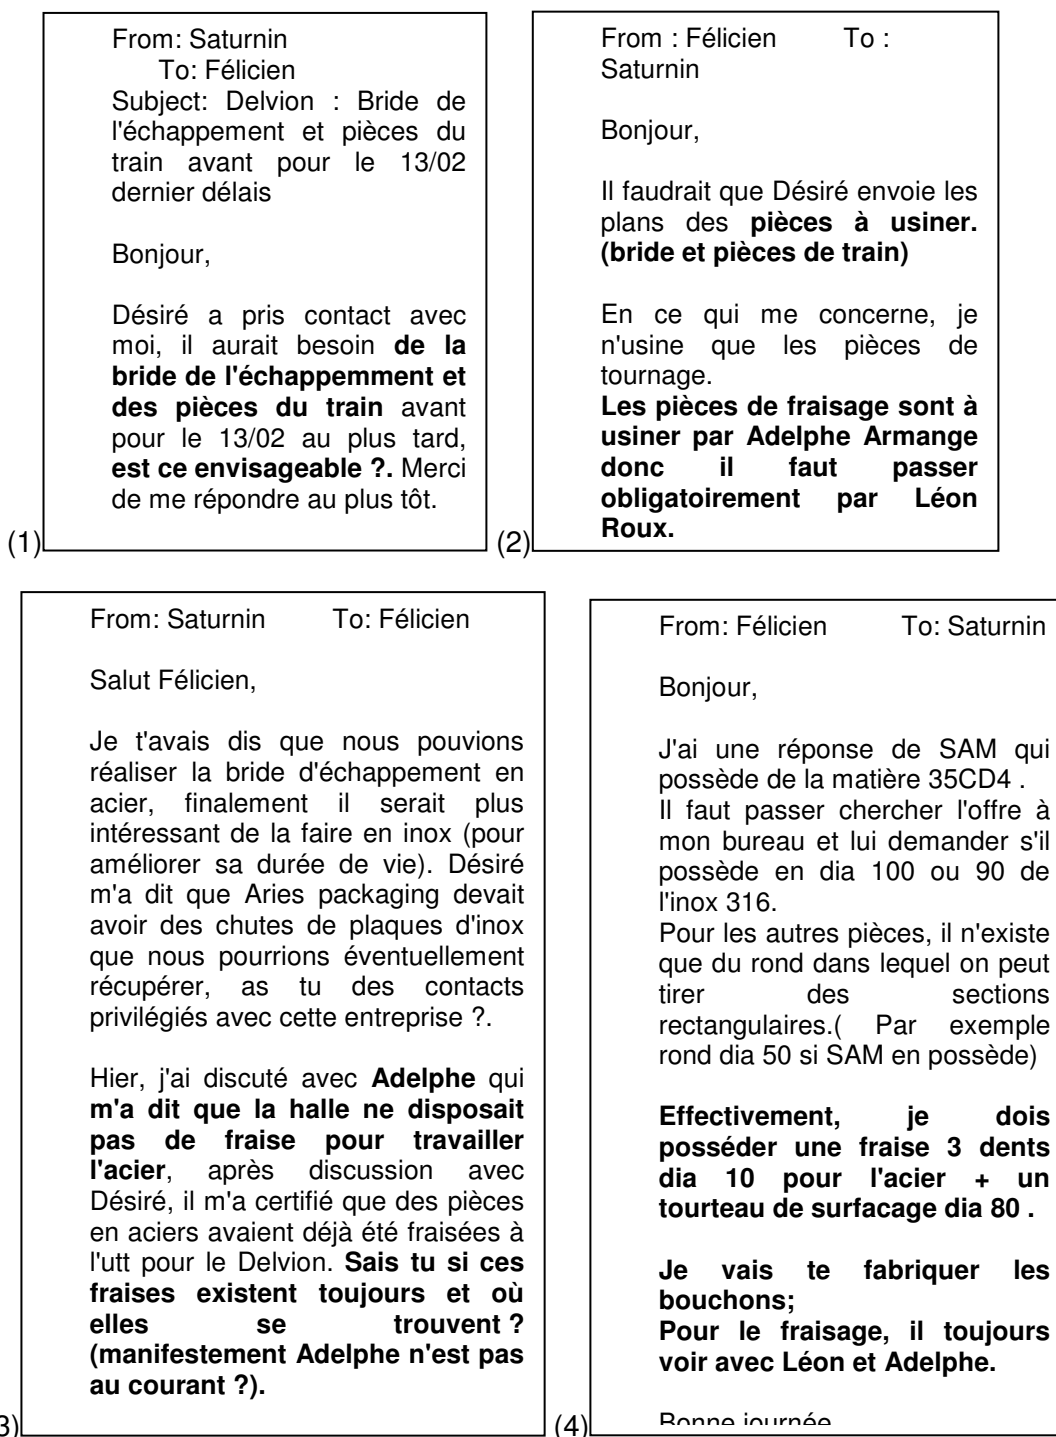 From: Saturnin
To: Félicien
Subject: Delvion : Bride de
l'échappement et pièces du
train avant pour le 13/02
dernier délais
Bonjour,
Désiré a pris contact avec
moi, il aurait besoin de la
bride de l'échappemment et
des pièces du train avant
pour le 13/02 au plus tard,
est ce envisageable ?. Merci
de me répondre au plus tôt.
(1)
From : Félicien To :
Saturnin
Bonjour,
Il faudrait que Désiré envoie les
plans des pièces à usiner.
(bride et pièces de train)
En ce qui me concerne, je
n'usine que les pièces de
tournage.
Les pièces de fraisage sont à
usiner par Adelphe Armange
donc il faut passer
obligatoirement par Léon
Roux.
(2)
From: Saturnin To: Félicien
Salut Félicien,
Je t'avais dis que nous pouvions
réaliser la bride d'échappement en
acier, finalement il serait plus
intéressant de la faire en inox (pour
améliorer sa durée de vie). Désiré
m'a dit que Aries packaging devait
avoir des chutes de plaques d'inox
que nous pourrions éventuellement
récupérer, as tu des contacts
privilégiés avec cette entreprise ?.
Hier, j'ai discuté avec Adelphe qui
m'a dit que la halle ne disposait
pas de fraise pour travailler
l'acier, après discussion avec
Désiré, il m'a certifié que des pièces
en aciers avaient déjà été fraisées à
l'utt pour le Delvion. Sais tu si ces
fraises existent toujours et où
elles se trouvent ?
(manifestement Adelphe n'est pas
au courant ?).
3)
From: Félicien To: Saturnin
Bonjour,
J'ai une réponse de SAM qui
possède de la matière 35CD4 .
Il faut passer chercher l'offre à
mon bureau et lui demander s'il
possède en dia 100 ou 90 de
l'inox 316.
Pour les autres pièces, il n'existe
que du rond dans lequel on peut
tirer des sections
rectangulaires.( Par exemple
rond dia 50 si SAM en possède)
Effectivement, je dois
posséder une fraise 3 dents
dia 10 pour l'acier + un
tourteau de surfacage dia 80 .
Je vais te fabriquer les
bouchons;
Pour le fraisage, il toujours
voir avec Léon et Adelphe.
Bonne journée
(4)